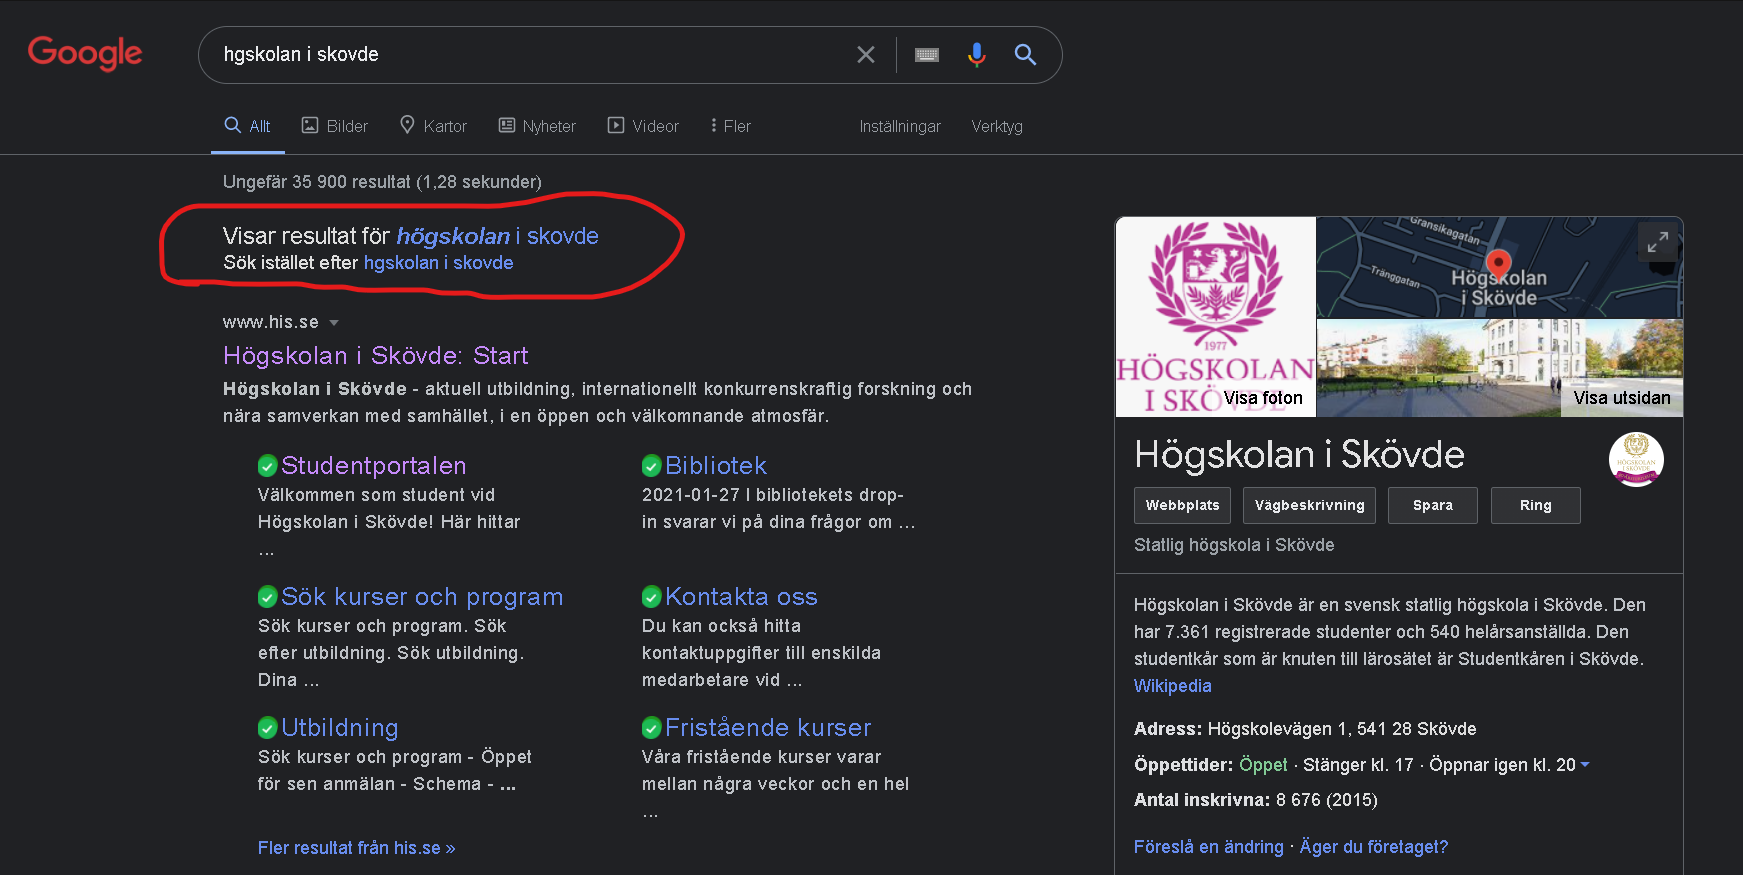 Google
hgskolan i skovde
Allt
Bilder
Kartor
Nyheter
Videor
Fler
Inställningar
Verktyg
Ungefär 35 900 resultat (1,28 sekunder)
Visar resultat för högskolan i skovde
Sök istället efter hgskolan i skovde
www.his.se
Högskolan i Skövde: Start
Högskolan i Skövde - aktuell utbildning, internationellt konkurrenskraftig forskning och
nära samverkan med samhället, i en öppen och välkomnande atmosfär.
Studentportalen
Välkommen som student vid
Högskolan i Skövde! Här hittar
...
Bibliotek
2021-01-27 I bibliotekets drop-
in svarar vi på dina frågor om ...
Sök kurser och program
Sök kurser och program. Sök
efter utbildning. Sök utbildning.
Dina ...
Kontakta oss
Du kan också hitta
kontaktuppgifter till enskilda
medarbetare vid ...
Utbildning
Sök kurser och program - Öppet
för sen anmälan - Schema - ...
Fristående kurser
Våra fristående kurser varar
mellan några veckor och en hel
...
Fler resultat från his.se »
1977
HÖGSKOLAN
I SKÖVDE
Visa foton
Gransikagatan
Tränggatan
Högskolan
i Skövde
Visa utsidan
Högskolan i Skövde
HÖGSKOLAN
I SKÖVDE
Webbplats
Vägbeskrivning
Spara
Ring
Statlig högskola i Skövde
Högskolan i Skövde är en svensk statlig högskola i Skövde. Den
har 7.361 registrerade studenter och 540 helårsanställda. Den
studentkår som är knuten till lärosätet är Studentkåren i Skövde.
Wikipedia
Adress: Högskolevägen 1, 541 28 Skövde
Öppettider: Öppet · Stänger kl. 17 · Öppnar igen kl. 20
Antal inskrivna: 8 676 (2015)
Föreslå en ändring · Äger du företaget?